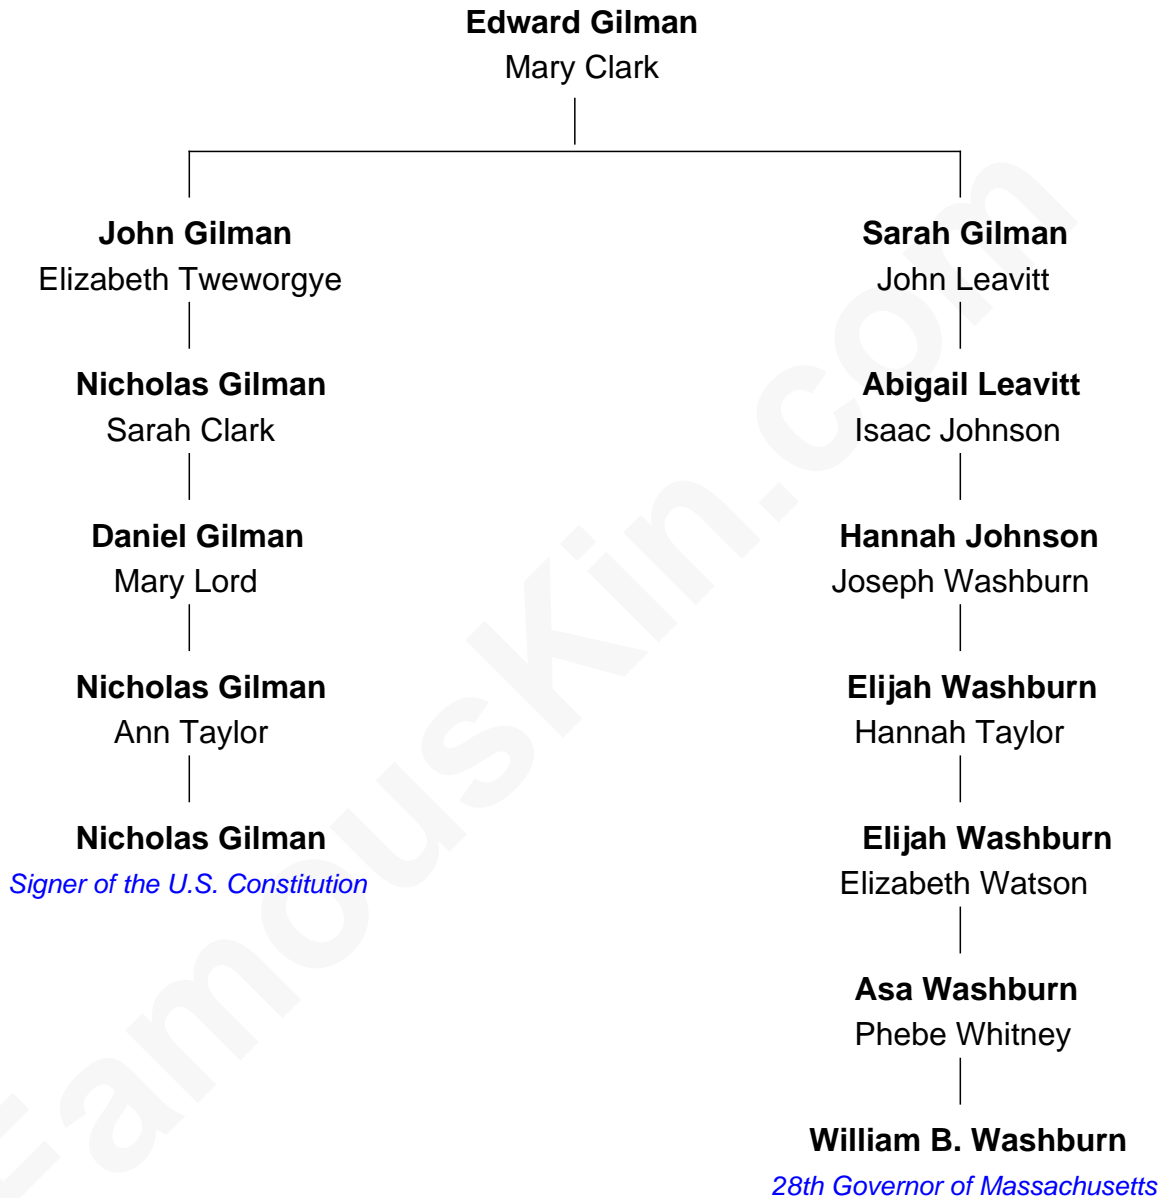 Edward Gilman
Mary Clark
John Gilman
Elizabeth Tweworgye
Sarah Gilman
John Leavitt
Nicholas Gilman
Sarah Clark
Abigail Leavitt
Isaac Johnson
Daniel Gilman
Mary Lord
Hannah Johnson
Joseph Washburn
Nicholas Gilman
Ann Taylor
Elijah Washburn
Hannah Taylor
Nicholas Gilman
Signer of the U.S. Constitution
Elijah Washburn
Elizabeth Watson
Asa Washburn
Phebe Whitney
William B. Washburn
28th Governor of Massachusetts
FamousKin.com